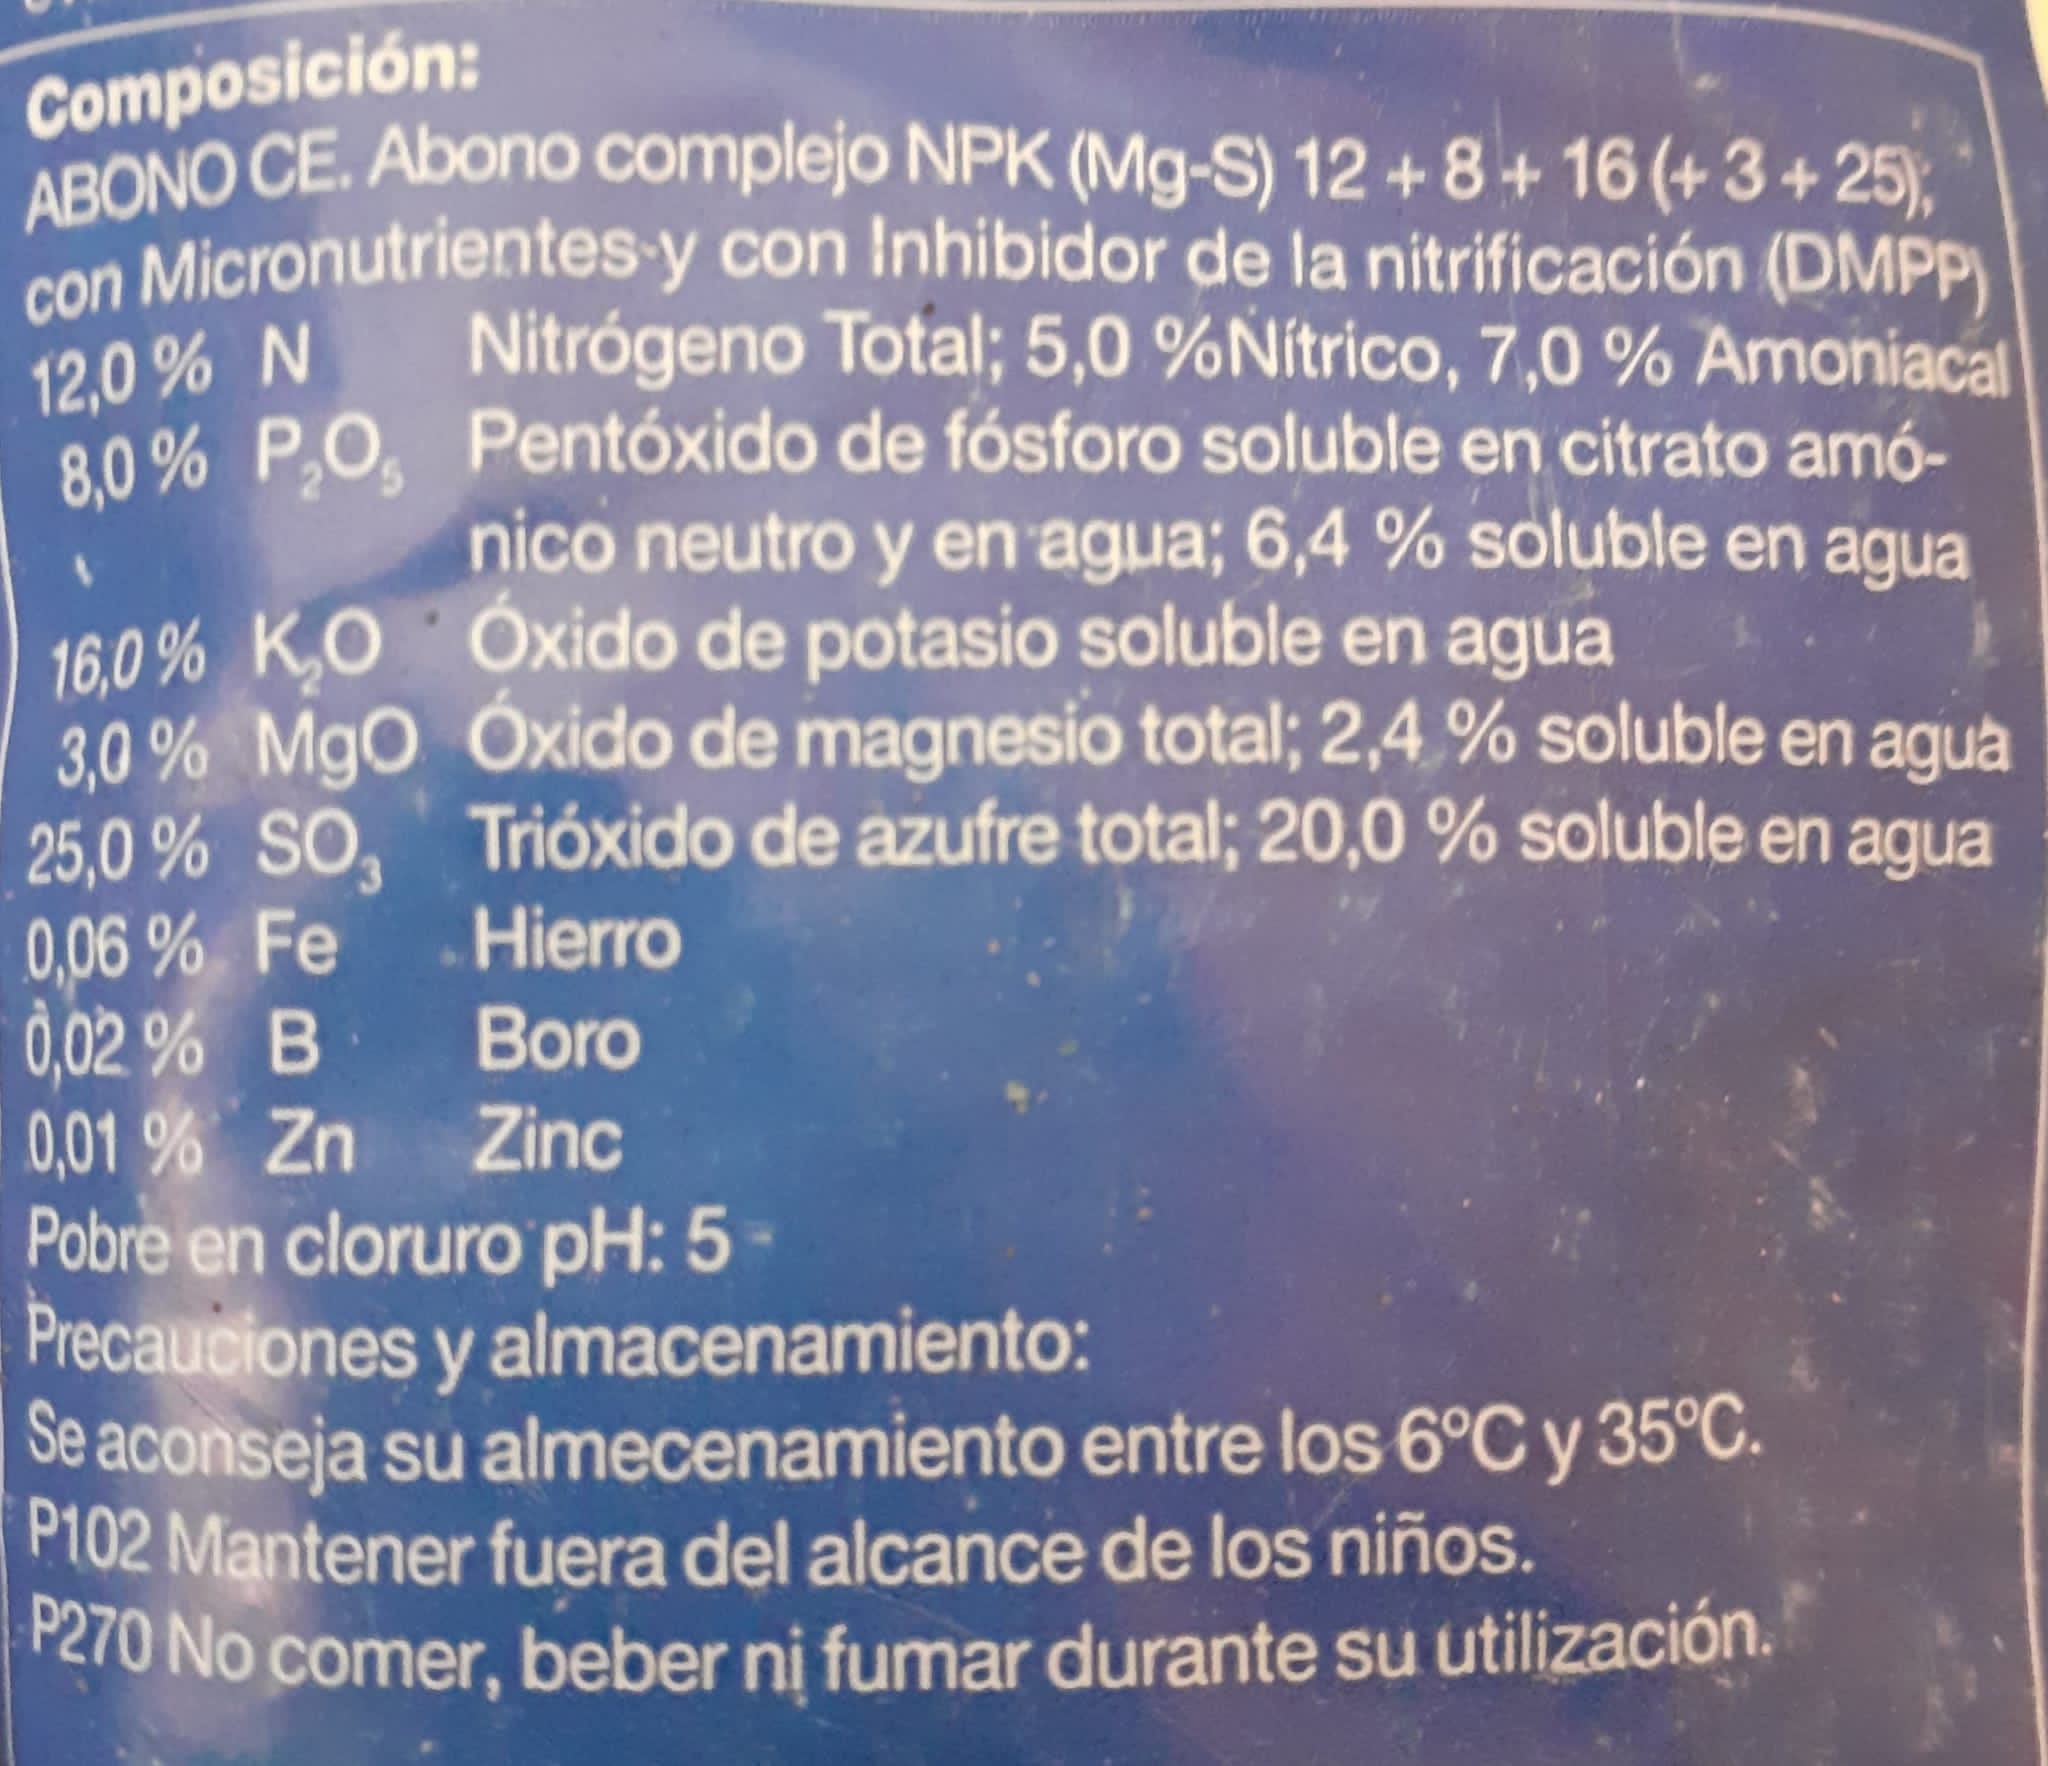 Composición:
ABONO CE. Abono complejo NPK (Mg-S) 12 + 8 + 16 (+ 3 + 25);
con Micronutrientes y con Inhibidor de la nitrificación (DMPP)
12,0 % N Nitrógeno Total; 5,0 %Nítrico, 7,0 % Amoniacal
8,0 % P₂O₅ Pentóxido de fósforo soluble en citrato amó-
nico neutro y en agua; 6,4 % soluble en agua
16,0 % K₂O Óxido de potasio soluble en agua
3,0 % MgO Óxido de magnesio total; 2,4 % soluble en agua
25,0 % SO₃ Trióxido de azufre total; 20,0 % soluble en agua
0,06 % Fe Hierro
0,02 % B Boro
0,01 % Zn Zinc
Pobre en cloruro pH: 5
Precauciones y almacenamiento:
Se aconseja su almecenamiento entre los 6ºC y 35ºC.
P102 Mantener fuera del alcance de los niños.
P270 No comer, beber ni fumar durante su utilización.